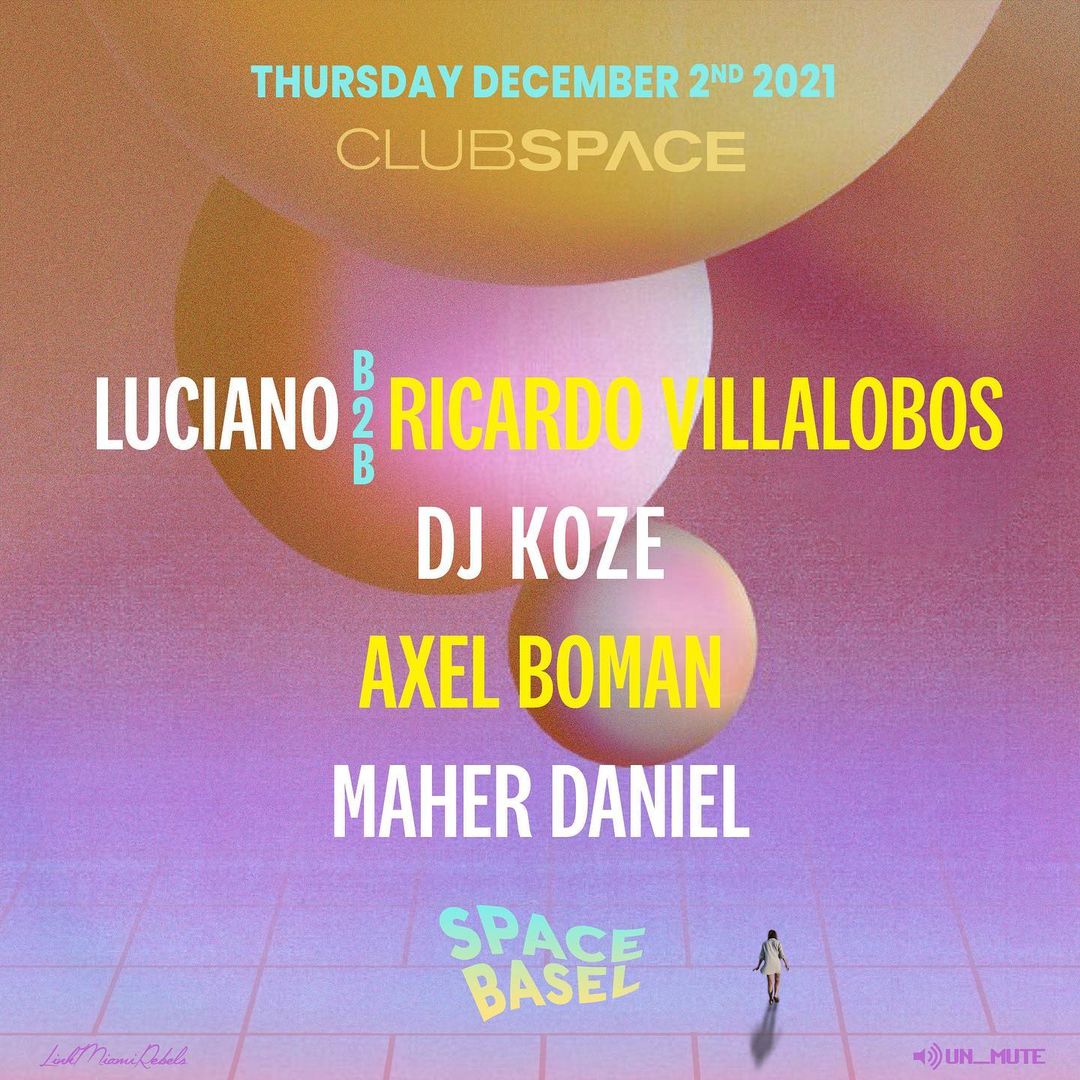 THURSDAY DECEMBER 2ND 2021
CLUBSPACE
LUCIANO B2B RICARDO VILLALOBOS
DJ KOZE
AXEL BOMAN
MAHER DANIEL
SPACE
BASEL
LinkMiamiRebels
UN_MUTE